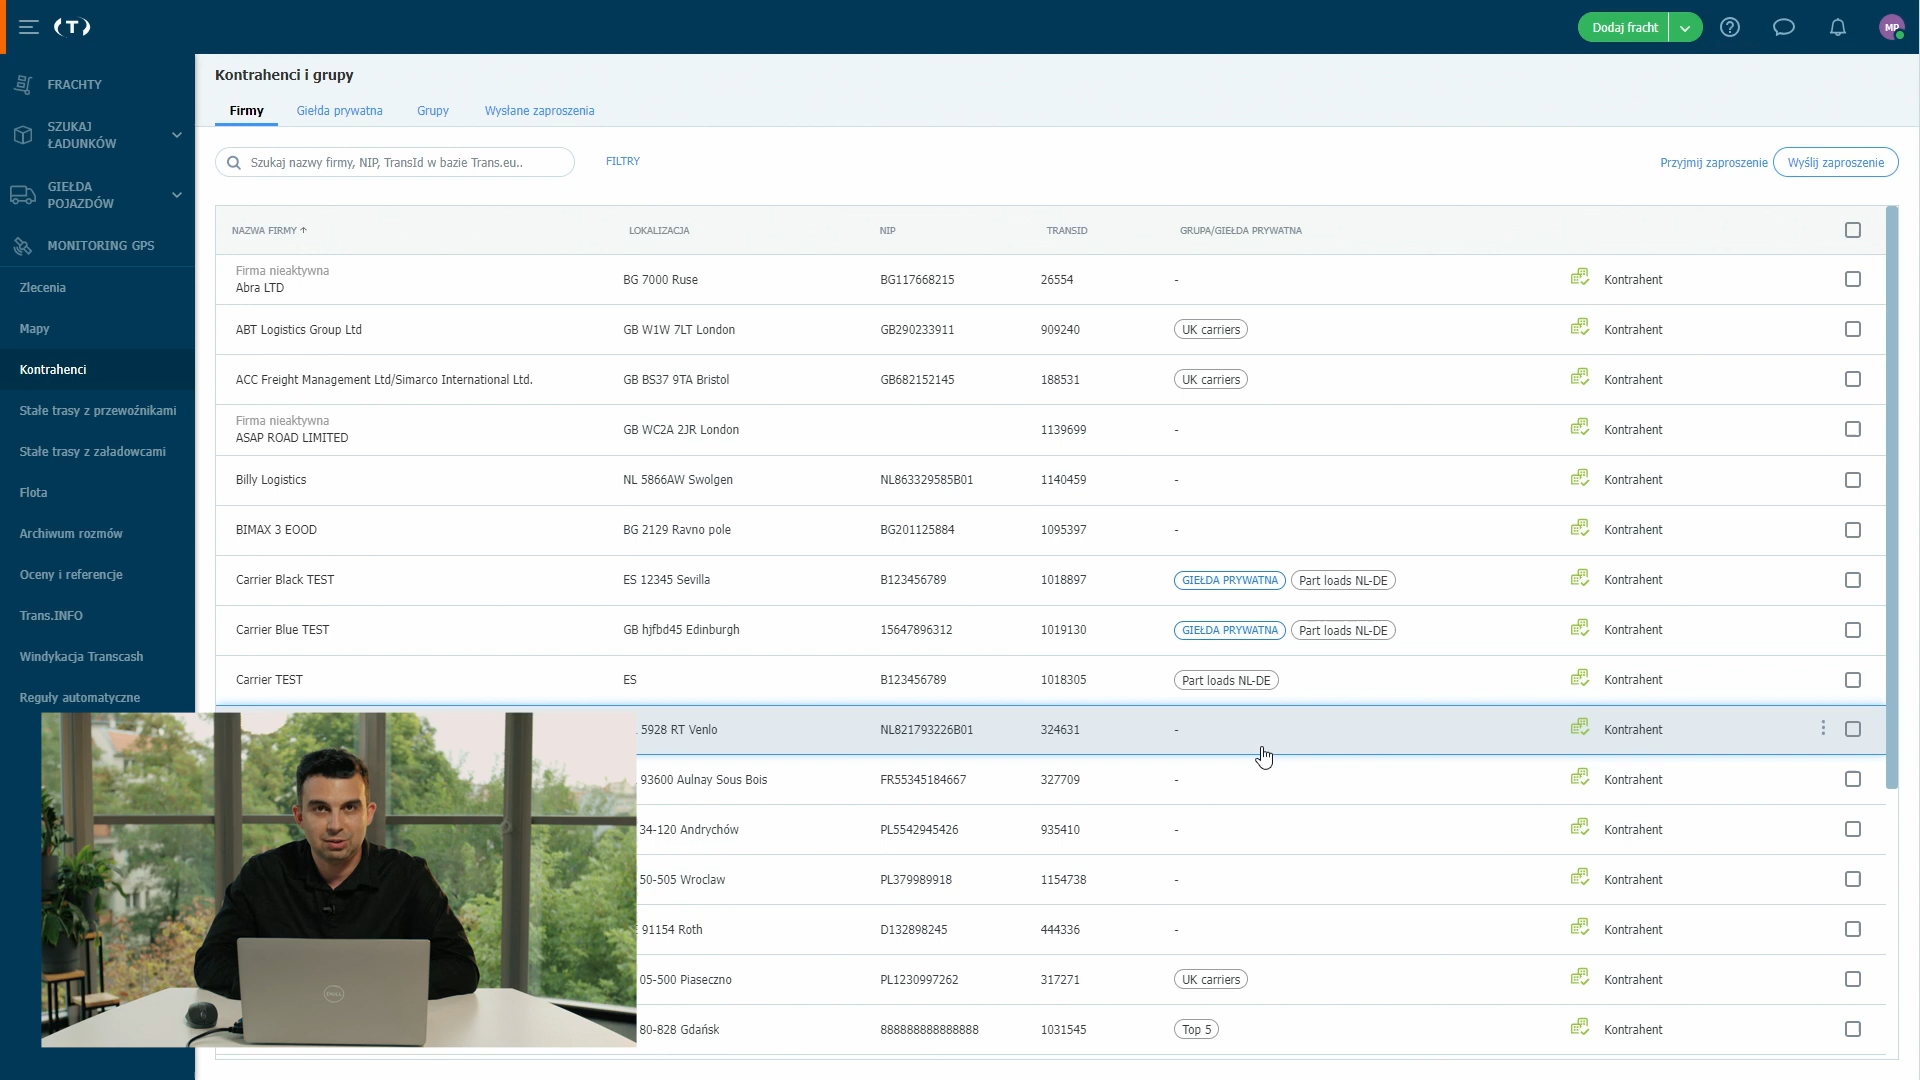 (T)
Dodaj fracht
MP
FRACHTY
SZUKAJ
ŁADUNKÓW
GIEŁDA
POJAZDÓW
MONITORING GPS
Zlecenia
Mapy
Kontrahenci
Stałe trasy z przewoźnikami
Stałe trasy z załadowcami
Flota
Archiwum rozmów
Oceny i referencje
Trans.INFO
Windykacja Transcash
Reguły automatyczne
Kontrahenci i grupy
Firmy Giełda prywatna Grupy Wysłane zaproszenia
Szukaj nazwy firmy, NIP, TransId w bazie Trans.eu.. FILTRY Przyjmij zaproszenie Wyślij zaproszenie
NAZWA FIRMY LOKALIZACJA NIP TRANSID GRUPA/GIEŁDA PRYWATNA
Firma nieaktywna
Abra LTD BG 7000 Ruse BG117668215 26554 - Kontrahent
ABT Logistics Group Ltd GB W1W 7LT London GB290233911 909240 UK carriers Kontrahent
ACC Freight Management Ltd/Simarco International Ltd. GB BS37 9TA Bristol GB682152145 188531 UK carriers Kontrahent
Firma nieaktywna
ASAP ROAD LIMITED GB WC2A 2JR London 1139699 - Kontrahent
Billy Logistics NL 5866AW Swolgen NL863329585B01 1140459 - Kontrahent
BIMAX 3 EOOD BG 2129 Ravno pole BG201125884 1095397 - Kontrahent
Carrier Black TEST ES 12345 Sevilla B123456789 1018897 GIEŁDA PRYWATNA Part loads NL-DE Kontrahent
Carrier Blue TEST GB hjfbd45 Edinburgh 15647896312 1019130 GIEŁDA PRYWATNA Part loads NL-DE Kontrahent
Carrier TEST ES B123456789 1018305 Part loads NL-DE Kontrahent
5928 RT Venlo NL821793226B01 324631 - Kontrahent
93600 Aulnay Sous Bois FR55345184667 327709 - Kontrahent
34-120 Andrychów PL5542945426 935410 - Kontrahent
50-505 Wroclaw PL379989918 1154738 - Kontrahent
91154 Roth D132898245 444336 - Kontrahent
05-500 Piaseczno PL1230997262 317271 UK carriers Kontrahent
80-828 Gdańsk 888888888888888 1031545 Top 5 Kontrahent
DELL